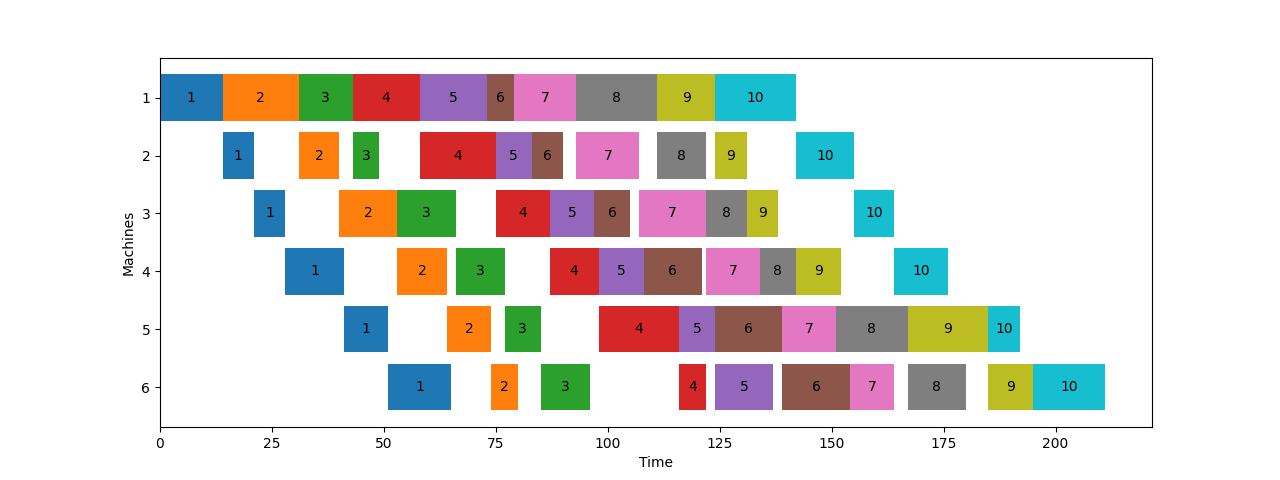 1 1 2 3 4 5 6 7 8 9 10
2 1 2 3 4 5 6 7 8 9 10
3 1 2 3 4 5 6 7 8 9 10
4 1 2 3 4 5 6 7 8 9 10
5 1 2 3 4 5 6 7 8 9 10
6 1 2 3 4 5 6 7 8 9 10
Machines
0 25 50 75 100 125 150 175 200
Time